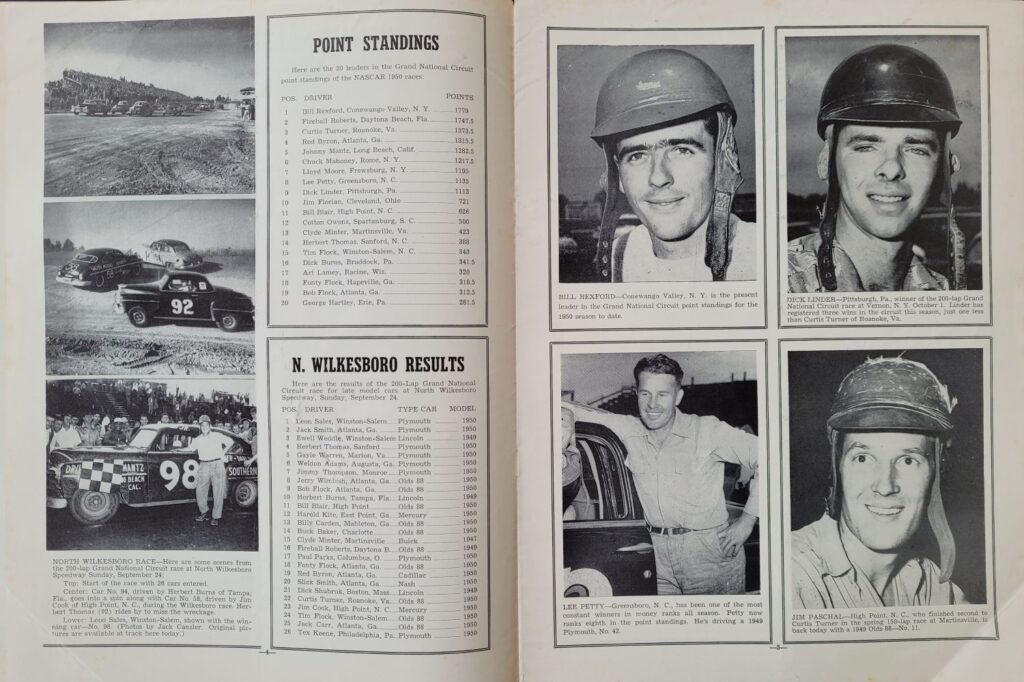 92
DRIV
MANTZ
BEACH
CAL.
98
SOUTHERN
NORTH WILKESBORO RACE—Here are some scenes from
the 200-lap Grand National Circuit race at North Wilkesboro
Speedway Sunday, September 24:
Top: Start of the race with 26 cars entered.
Center: Car No. 94, driven by Herbert Burns of Tampa,
Fla., goes into a spin along with Car No. 58, driven by Jim
Cook of High Point, N. C., during the Wilkesboro race. Her-
bert Thomas (92) rides by to miss the wreckage.
Lower: Leon Sales, Winston-Salem, shown with the win-
ning car—No. 98. (Photos by Jack Cansler. Original pic-
tures are available at track here today.)
POINT STANDINGS
Here are the 20 leaders in the Grand National Circuit
point standings of the NASCAR 1950 races:
POS. DRIVER POINTS
1 Bill Rexford, Conewango Valley, N. Y. 1779
2 Fireball Roberts, Daytona Beach, Fla. 1747.5
3 Curtis Turner, Roanoke, Va. 1373.5
4 Red Byron, Atlanta, Ga. 1315.5
5 Johnny Mantz, Long Beach, Calif. 1282.5
6 Chuck Mahoney, Rome, N. Y. 1217.5
7 Lloyd Moore, Frewsburg, N. Y. 1195
8 Lee Petty, Greensboro, N. C. 1135
9 Dick Linder, Pittsburgh, Pa. 1113
10 Jim Florian, Cleveland, Ohio 721
11 Bill Blair, High Point, N. C. 626
12 Cotton Owens, Spartanburg, S. C. 500
13 Clyde Minter, Martinsville, Va. 423
14 Herbert Thomas, Sanford, N. C. 388
15 Tim Flock, Winston-Salem, N. C. 343
16 Dick Burns, Braddock, Pa. 341.5
17 Art Lamey, Racine, Wis. 320
18 Fonty Flock, Hapeville, Ga. 318.5
19 Bob Flock, Atlanta, Ga. 312.5
20 George Hartley, Erie, Pa. 281.5
N. WILKESBORO RESULTS
Here are the results of the 200-Lap Grand National
Circuit race for late model cars at North Wilkesboro
Speedway, Sunday, September 24.
POS. DRIVER TYPE CAR MODEL
1 Leon Sales, Winston-Salem Plymouth 1950
2 Jack Smith, Atlanta, Ga. Plymouth 1950
3 Ewell Weddle, Winston-Salem Lincoln 1949
4 Herbert Thomas, Sanford Plymouth 1950
5 Gayle Warren, Marion, Va. Plymouth 1950
6 Weldon Adams, Augusta, Ga. Plymouth 1950
7 Jimmy Thompson, Monroe Plymouth 1950
8 Jerry Wimbish, Atlanta, Ga. Olds 88 1950
9 Bob Flock, Atlanta, Ga. Olds 88 1950
10 Herbert Burns, Tampa, Fla. Lincoln 1949
11 Bill Blair, High Point Olds 88 1950
12 Harold Kite, East Point, Ga. Mercury 1950
13 Billy Carden, Mableton, Ga. Olds 88 1950
14 Buck Baker, Charlotte Olds 88 1950
15 Clyde Minter, Martinsville Buick 1947
16 Fireball Roberts, Daytona B. Olds 88 1949
17 Paul Parks, Columbus, O. Plymouth 1950
18 Fonty Flock, Atlanta, Ga. Olds 88 1950
19 Red Byron, Atlanta, Ga. Cadillac 1950
20 Slick Smith, Atlanta, Ga. Nash 1950
21 Dick Shubrok, Boston, Mass. Lincoln 1949
22 Curtis Turner, Roanoke, Va. Olds 88 1950
23 Jim Cook, High Point, N. C. Mercury 1950
24 Tim Flock, Winston-Salem Olds 88 1950
25 Jack Carr, Atlanta, Ga. Olds 88 1950
26 Tex Keene, Philadelphia, Pa. Plymouth 1950
—4—
BILL REXFORD—Conewango Valley, N. Y. is the present
leader in the Grand National Circuit point standings for the
1950 season to date.
DICK LINDER—Pittsburgh, Pa., winner of the 200-lap Grand
National Circuit race at Vernon, N. Y. October 1. Linder has
registered three wins in the circuit this season, just one less
than Curtis Turner of Roanoke, Va.
LEE PETTY—Greensboro, N. C., has been one of the most
constant winners in money ranks all season. Petty now
ranks eighth in the point standings. He's driving a 1949
Plymouth, No. 42.
JIM PASCHAL—High Point, N. C., who finished second to
Curtis Turner in the spring 150-lap race at Martinsville, is
back today with a 1949 Olds 88—No. 11.
—5—